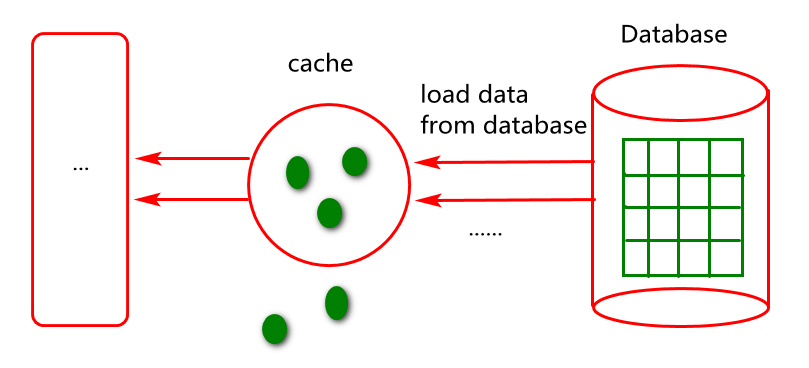 Database
cache
load data
from database
...
......